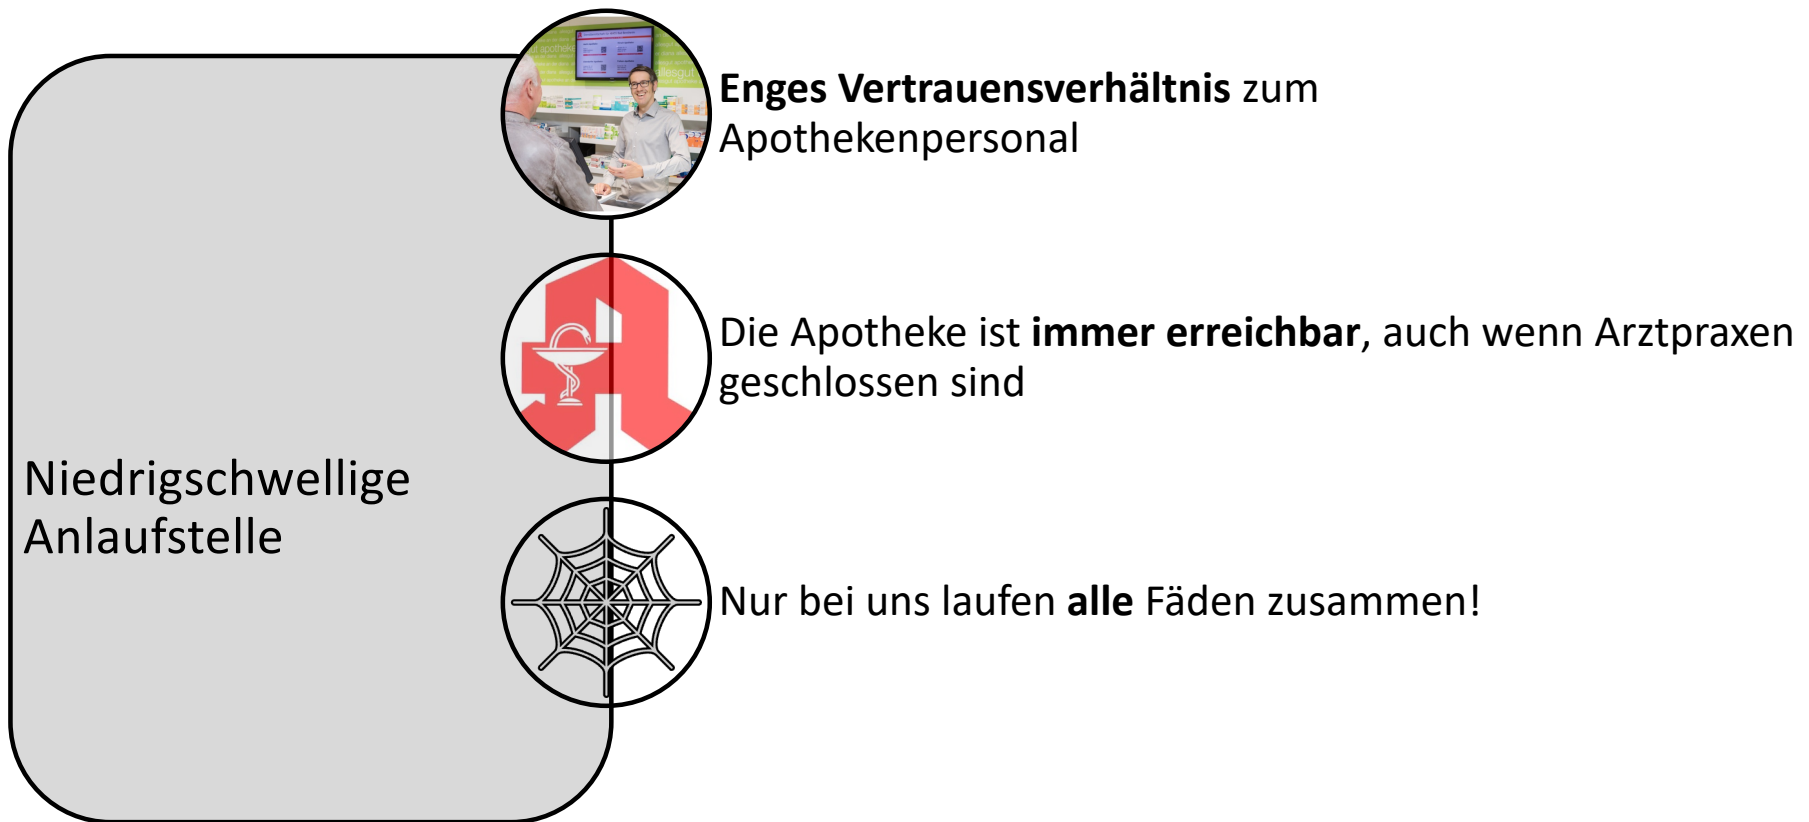 Enges Vertrauensverhältnis zum
Apothekenpersonal
Die Apotheke ist immer erreichbar, auch wenn Arztpraxen
geschlossen sind
Niedrigschwellige
Anlaufstelle
Nur bei uns laufen alle Fäden zusammen!